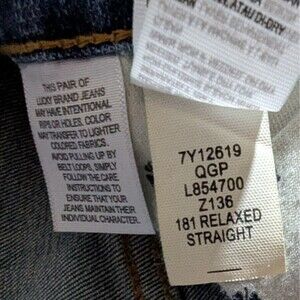 THIS PAIR OF
LUCKY BRAND JEANS
MAY HAVE INTENTIONAL
RIPS OR HOLES. COLOR
MAY TRANSFER TO LIGHTER
COLORED FABRICS.
AVOID PULLING UP BY
BELT LOOPS, SIMPLY
FOLLOW THE CARE
INSTRUCTIONS TO
ENSURE THAT YOUR
JEANS MAINTAIN THEIR
INDIVIDUAL CHARACTER.
7Y12619
QGP
L854700
Z136
181 RELAXED
STRAIGHT